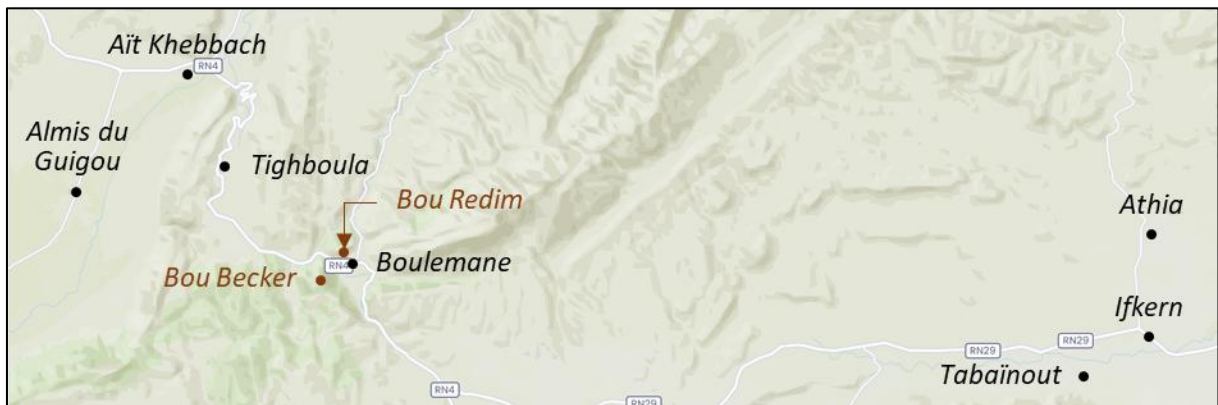 Aït Khebbach
RN4
Almis du
Guigou
Tighboula
Bou Redim
Athia
RN4
Boulemane
Bou Becker
Ifkern
RN29
RN29
Tabaïnout
RN4
RN29